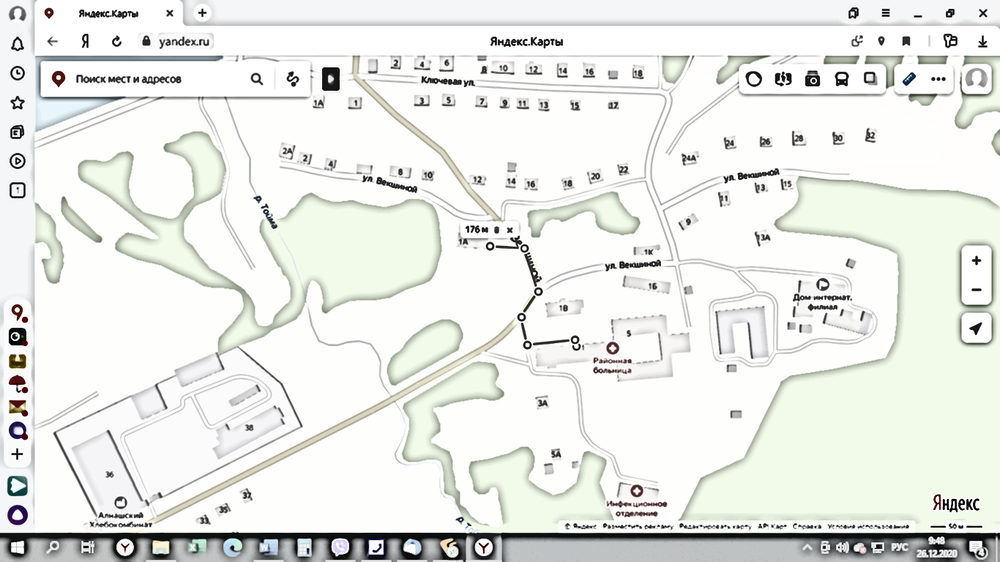 Яндекс.Карты
yandex.ru
Яндекс.Карты
Поиск мест и адресов
2
4
6
8
10
12
14
16
18
Ключевая ул.
1А
1
3
5
7
9
11
13
15
17
2А
2
4
8
10
12
14
16
18
20
22
24А
24
26
28
30
32
ул. Векшиной
ул. Векшиной
11
13
15
9
13А
д. Тойма
176 м
1А
1К
ул. Векшиной
1Б
1В
5
Районная
больница
Дом-интернат,
филиал
3А
5А
38
36
37
35
33
Алнашский
Хлебокомбинат
Инфекционное
отделение
Яндекс
© Яндекс Разместить рекламу Редактировать карту API Карт Справка Условия использования
50 м
РУС
9:48
26.12.2020
4